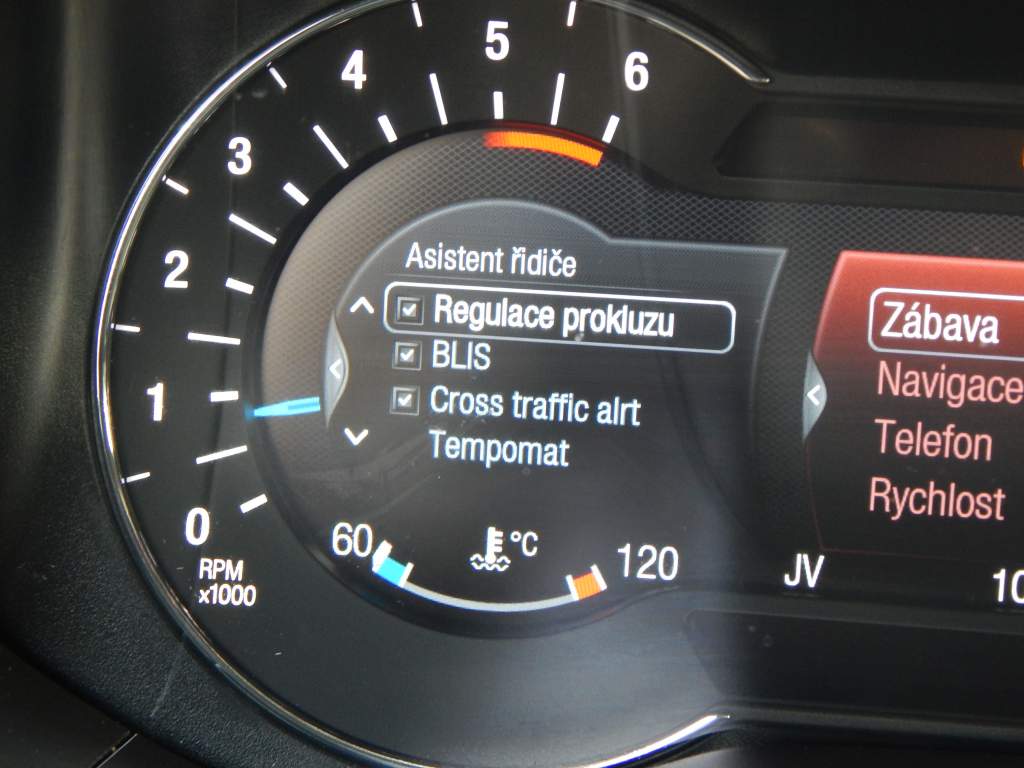 6
5
4
3
2
1
0
RPM
x1000
Asistent řidiče
Regulace prokluzu
BLIS
Cross traffic alrt
Tempomat
60
°C
120
Zábava
Navigace
Telefon
Rychlost
JV